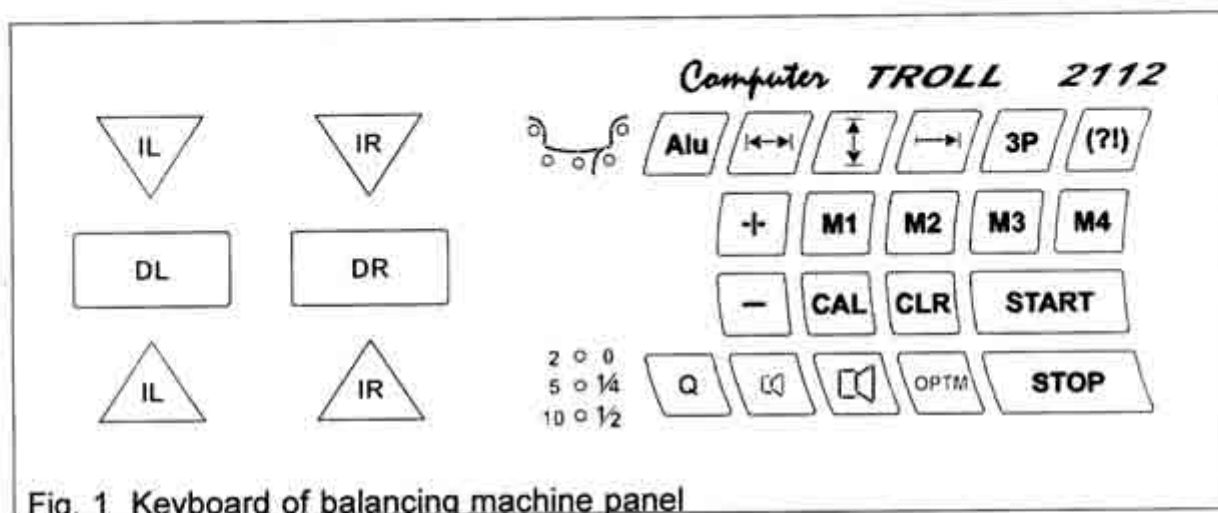 Computer TROLL 2112
IL IR Alu 3P (?!)
M1 M2 M3 M4
DL DR
CAL CLR START
2 0
IL IR 5 1/4 Q OPTM STOP
10 1/2
Fig. 1 Keyboard of balancing machine panel